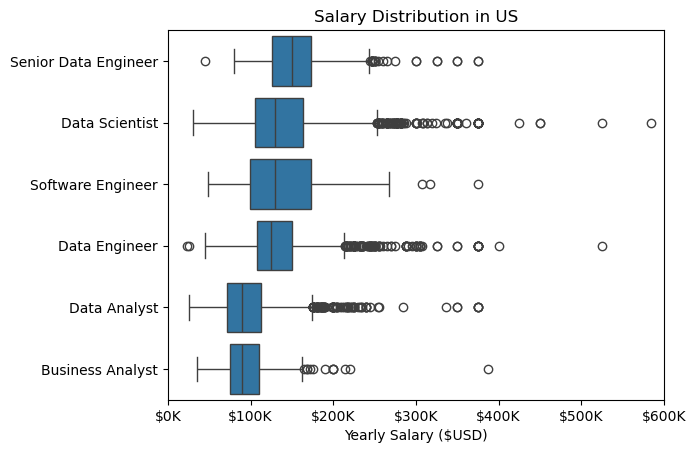 Salary Distribution in US
Senior Data Engineer
Data Scientist
Software Engineer
Data Engineer
Data Analyst
Business Analyst
$0K $100K $200K $300K $400K $500K $600K
Yearly Salary ($USD)